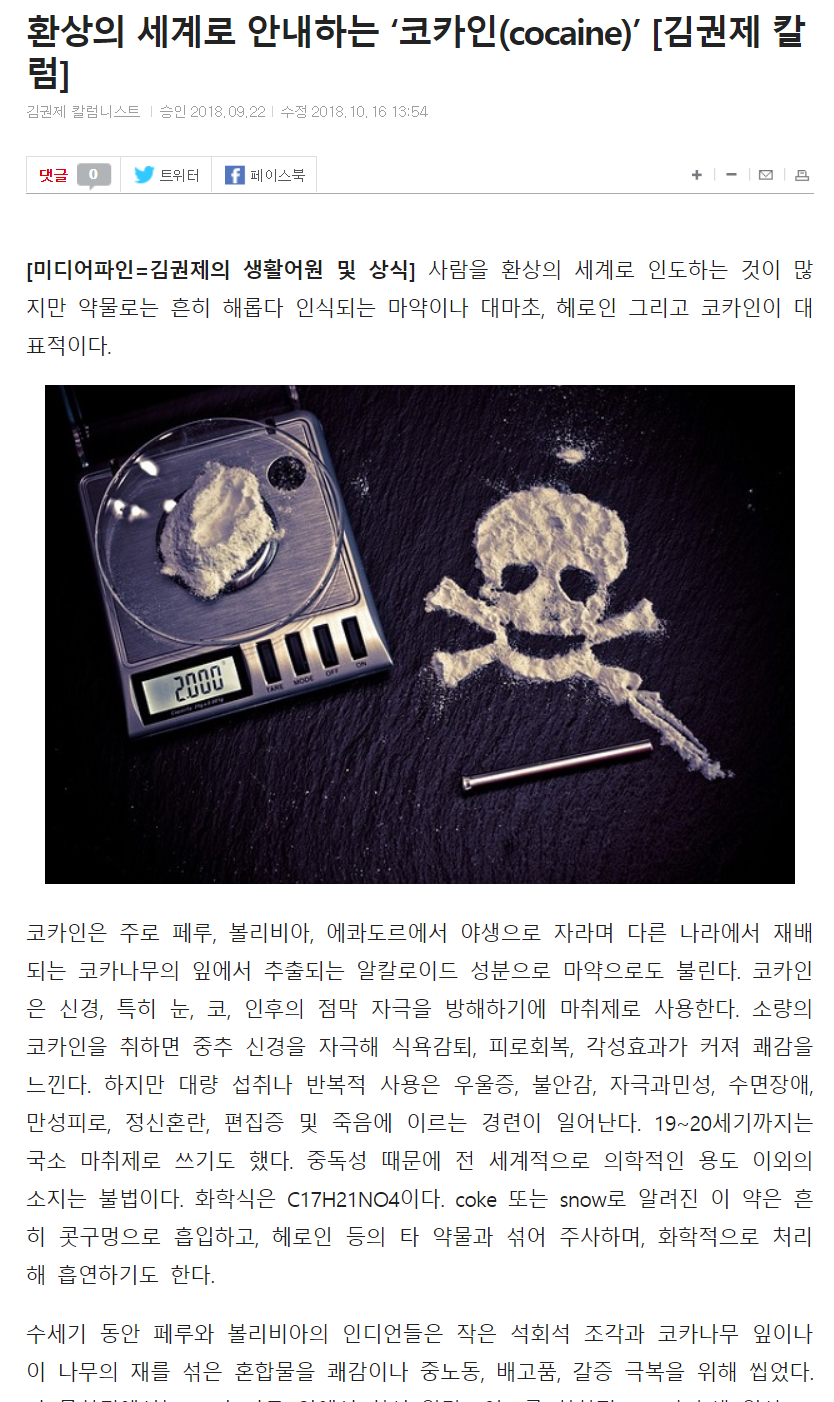 환상의 세계로 안내하는 ‘코카인(cocaine)’ [김권제 칼
럼]
김권제 칼럼니스트 | 승인 2018.09.22 | 수정 2018.10.16 13:54
댓글 0 트위터 페이스북
[미디어파인=김권제의 생활어원 및 상식] 사람을 환상의 세계로 인도하는 것이 많
지만 약물로는 흔히 해롭다 인식되는 마약이나 대마초, 헤로인 그리고 코카인이 대
표적이다.
2.000
TARE MODE OFF ON
코카인은 주로 페루, 볼리비아, 에콰도르에서 야생으로 자라며 다른 나라에서 재배
되는 코카나무의 잎에서 추출되는 알칼로이드 성분으로 마약으로도 불린다. 코카인
은 신경, 특히 눈, 코, 인후의 점막 자극을 방해하기에 마취제로 사용한다. 소량의
코카인을 취하면 중추 신경을 자극해 식욕감퇴, 피로회복, 각성효과가 커져 쾌감을
느낀다. 하지만 대량 섭취나 반복적 사용은 우울증, 불안감, 자극과민성, 수면장애,
만성피로, 정신혼란, 편집증 및 죽음에 이르는 경련이 일어난다. 19~20세기까지는
국소 마취제로 쓰기도 했다. 중독성 때문에 전 세계적으로 의학적인 용도 이외의
소지는 불법이다. 화학식은 C17H21NO4이다. coke 또는 snow로 알려진 이 약은 흔
히 콧구멍으로 흡입하고, 헤로인 등의 타 약물과 섞어 주사하며, 화학적으로 처리
해 흡연하기도 한다.
수세기 동안 페루와 볼리비아의 인디언들은 작은 석회석 조각과 코카나무 잎이나
이 나무의 재를 섞은 혼합물을 쾌감이나 중노동, 배고픔, 갈증 극복을 위해 씹었다.